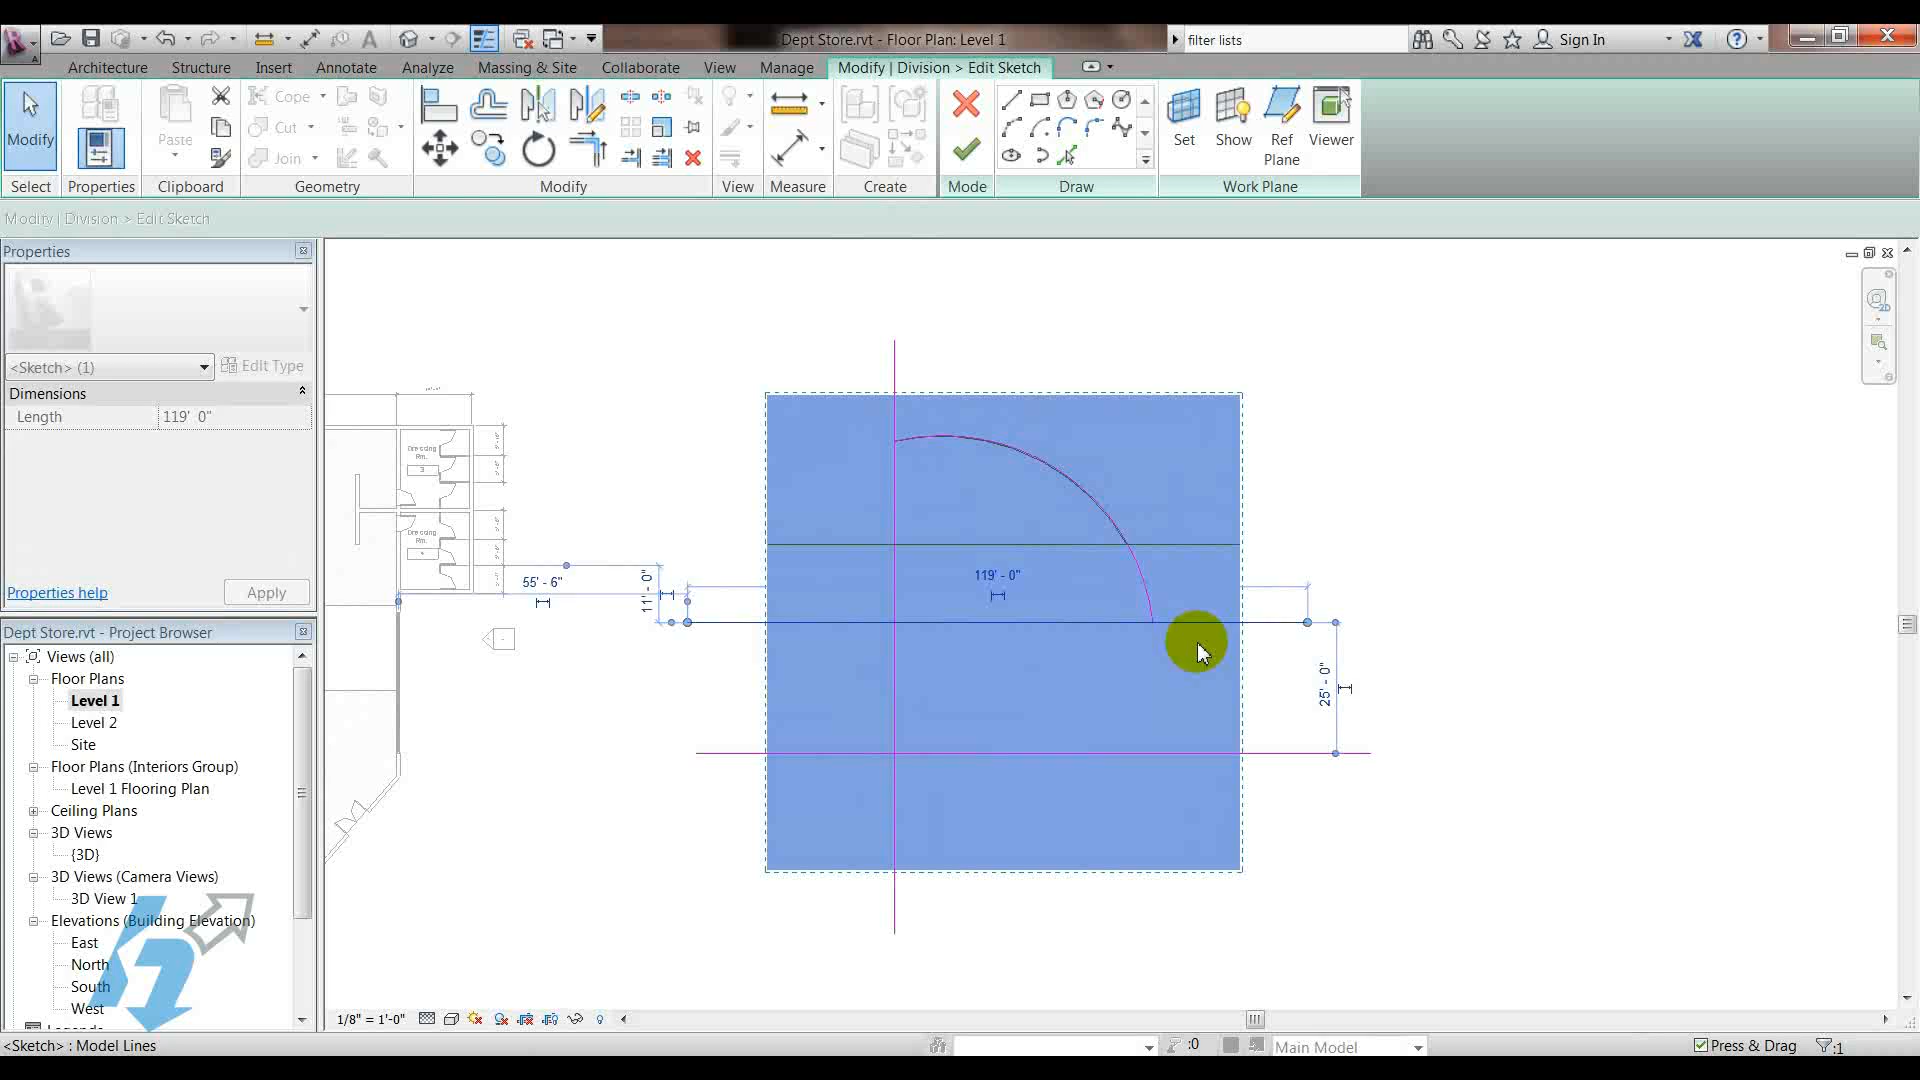 Dept Store.rvt - Floor Plan: Level 1
filter lists
Sign In
Architecture Structure Insert Annotate Analyze Massing & Site Collaborate View Manage Modify | Division > Edit Sketch
Modify
Paste
Cope
Cut
Join
Set Show Ref Plane Viewer
Select Properties Clipboard Geometry Modify View Measure Create Mode Draw Work Plane
Modify | Division > Edit Sketch
Properties
<Sketch> (1)
Edit Type
Dimensions
Length 119' 0"
Properties help
Apply
Dept Store.rvt - Project Browser
Views (all)
Floor Plans
Level 1
Level 2
Site
Floor Plans (Interiors Group)
Level 1 Flooring Plan
Ceiling Plans
3D Views
{3D}
3D Views (Camera Views)
3D View 1
Elevations (Building Elevation)
East
North
South
West
Dressing
Rm.
3
Dressing
Rm.
55' - 6"
11' - 0"
119' - 0"
25' - 0"
1/8" = 1'-0"
<Sketch> : Model Lines
:0
Main Model
Press & Drag
:1